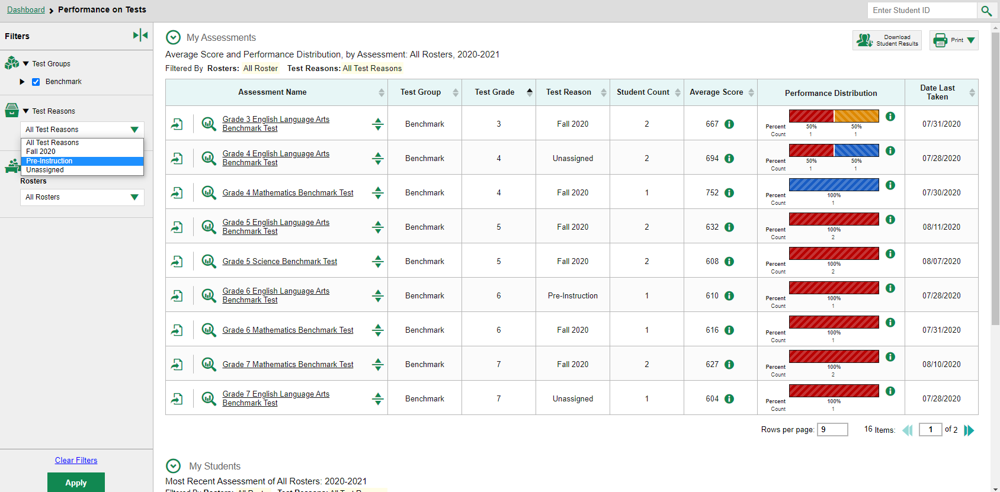 Dashboard > Performance on Tests
Enter Student ID
Filters
Test Groups
Benchmark
Test Reasons
All Test Reasons
All Test Reasons
Fall 2020
Pre-Instruction
Unassigned
Rosters
All Rosters
Clear Filters
Apply
My Assessments
Download
Student Results
Print
Average Score and Performance Distribution, by Assessment: All Rosters, 2020-2021
Filtered By Rosters: All Roster Test Reasons: All Test Reasons
Assessment Name Test Group Test Grade Test Reason Student Count Average Score Performance Distribution Date Last
Taken
Grade 3 English Language Arts
Benchmark Test
Benchmark 3 Fall 2020 2 667
Percent 50% 50%
Count 1 1
07/31/2020
Grade 4 English Language Arts
Benchmark Test
Benchmark 4 Unassigned 2 694
Percent 50% 50%
Count 1 1
07/28/2020
Grade 4 Mathematics Benchmark Test
Benchmark 4 Fall 2020 1 752
Percent 100%
Count 1
07/30/2020
Grade 5 English Language Arts
Benchmark Test
Benchmark 5 Fall 2020 2 632
Percent 100%
Count 2
08/11/2020
Grade 5 Science Benchmark Test
Benchmark 5 Fall 2020 2 608
Percent 100%
Count 2
08/07/2020
Grade 6 English Language Arts
Benchmark Test
Benchmark 6 Pre-Instruction 1 610
Percent 100%
Count 1
07/28/2020
Grade 6 Mathematics Benchmark Test
Benchmark 6 Fall 2020 1 616
Percent 100%
Count 1
07/31/2020
Grade 7 Mathematics Benchmark Test
Benchmark 7 Fall 2020 2 627
Percent 100%
Count 2
08/10/2020
Grade 7 English Language Arts
Benchmark Test
Benchmark 7 Unassigned 1 604
Percent 100%
Count 1
07/28/2020
Rows per page: 9 16 Items: 1 of 2
My Students
Most Recent Assessment of All Rosters: 2020-2021
Filtered By Rosters: All Roster Test Reasons: All Test